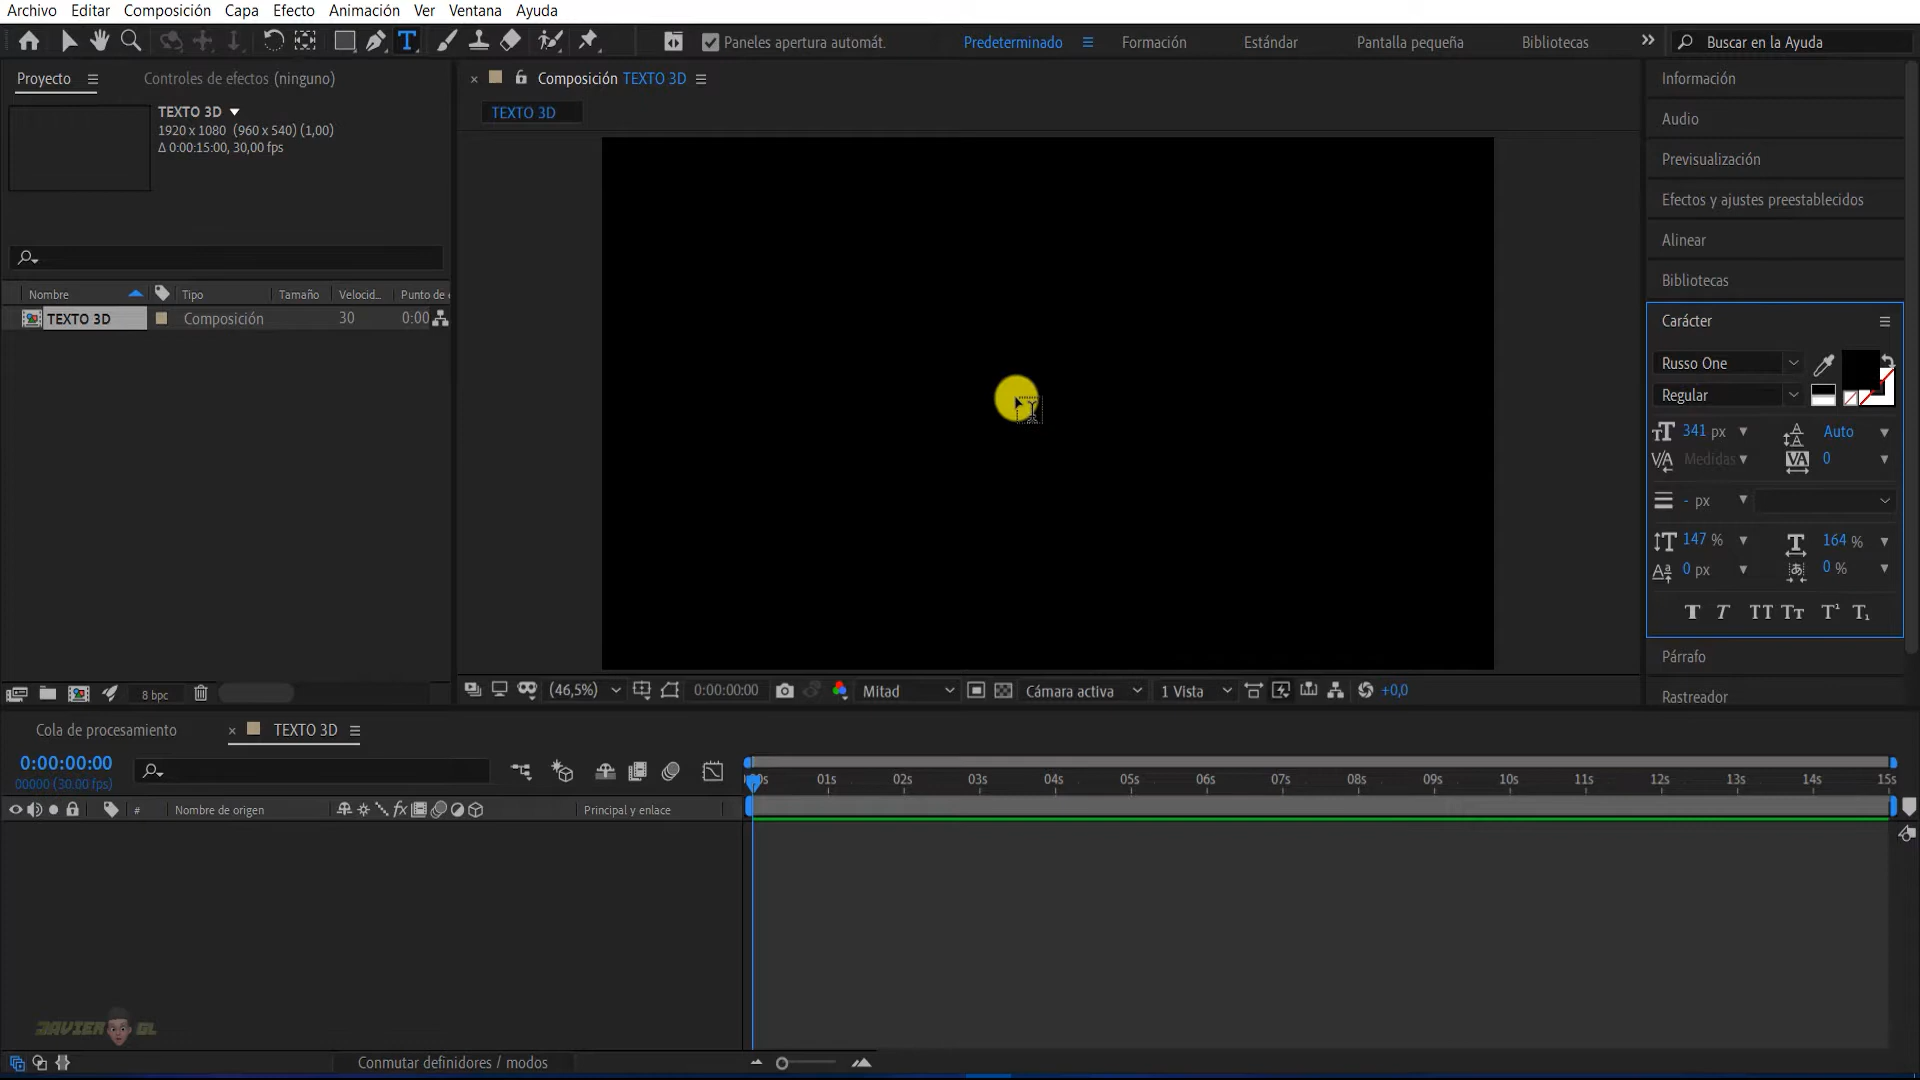 Archivo Editar Composición Capa Efecto Animación Ver Ventana Ayuda
Paneles apertura automát. Predeterminado Formación Estándar Pantalla pequeña Bibliotecas Buscar en la Ayuda
Proyecto Controles de efectos (ninguno)
Composición TEXTO 3D
TEXTO 3D
1920 x 1080 (960 x 540) (1,00)
Δ 0:00:15:00, 30,00 fps
TEXTO 3D
Nombre Tipo Tamaño Velocid... Punto de
TEXTO 3D Composición 30 0:00
8 bpc
(46,5%) 0:00:00:00 Mitad Cámara activa 1 Vista +0,0
Información
Audio
Previsualización
Efectos y ajustes preestablecidos
Alinear
Bibliotecas
Carácter
Russo One
Regular
341 px Auto
Medidas 0
- px
147 % 164 %
0 px 0 %
Párrafo
Rastreador
Cola de procesamiento TEXTO 3D
0:00:00:00
00000 (30.00 fps)
01s 02s 03s 04s 05s 06s 07s 08s 09s 10s 11s 12s 13s 14s 15s
# Nombre de origen Principal y enlace
JAVIER GL
Conmutar definidores / modos